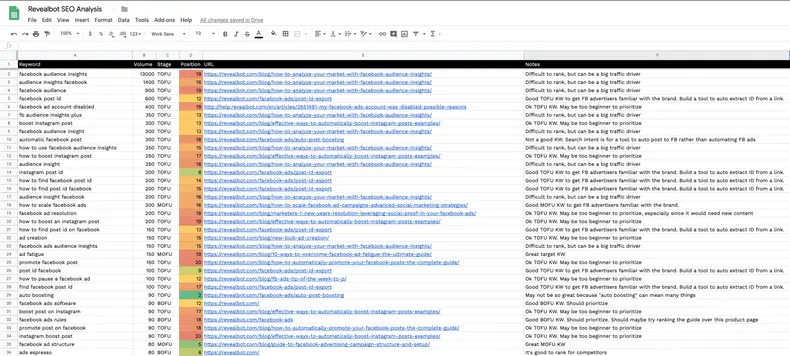 Revealbot SEO Analysis
File Edit View Insert Format Data Tools Add-ons Help All changes saved in Drive
100% $ % .0 .00 123 Work Sans 10 B I S A
A B C D E F
Keyword Volume Stage Position URL Notes
facebook audience insights 13000 TOFU 18 https://revealbot.com/blog/how-to-analyze-your-market-with-facebook-audience-insights/ Difficult to rank, but can be a big traffic driver
audience insights facebook 1400 TOFU 16 https://revealbot.com/blog/how-to-analyze-your-market-with-facebook-audience-insights/ Difficult to rank, but can be a big traffic driver
facebook audience 600 TOFU 19 https://revealbot.com/blog/how-to-analyze-your-market-with-facebook-audience-insights/ Difficult to rank, but can be a big traffic driver
facebook post id 600 TOFU 12 https://revealbot.com/facebook-ads/post-id-export Good TOFU KW to get FB advertisers familiar with the brand. Build a tool to auto extract ID from a link.
facebook ad account disabled 400 TOFU 18 http://help.revealbot.com/en/articles/2651491-my-facebook-ads-account-was-disabled-possible-reasons Ok TOFU KW. May be too beginner to prioritize
fb audience insights plus 350 TOFU 13 https://revealbot.com/blog/how-to-analyze-your-market-with-facebook-audience-insights/ Difficult to rank, but can be a big traffic driver
boost instagram post 300 TOFU 13 https://revealbot.com/blog/effective-ways-to-automatically-boost-instagram-posts-examples/ Ok TOFU KW. May be too beginner to prioritize
facebook audience insight 300 TOFU 13 https://revealbot.com/blog/how-to-analyze-your-market-with-facebook-audience-insights/ Difficult to rank, but can be a big traffic driver
automatic facebook post 300 TOFU https://revealbot.com/facebook-ads/auto-post-boosting Not a good KW. Search intent is for a tool to auto post to FB rather than automating FB ads
how to use facebook audience insights 250 TOFU 15 https://revealbot.com/blog/how-to-analyze-your-market-with-facebook-audience-insights/ Difficult to rank, but can be a big traffic driver
how to boost instagram post 250 TOFU 17 https://revealbot.com/blog/effective-ways-to-automatically-boost-instagram-posts-examples/ Ok TOFU KW. May be too beginner to prioritize
audience insight 250 TOFU 18 https://revealbot.com/blog/how-to-analyze-your-market-with-facebook-audience-insights/ Difficult to rank, but can be a big traffic driver
instagram post id 200 TOFU https://revealbot.com/facebook-ads/post-id-export Good TOFU KW to get FB advertisers familiar with the brand. Build a tool to auto extract ID from a link.
how to find facebook post id 200 TOFU 14 https://revealbot.com/facebook-ads/post-id-export Good TOFU KW to get FB advertisers familiar with the brand. Build a tool to auto extract ID from a link.
how to find post id facebook 200 TOFU 15 https://revealbot.com/facebook-ads/post-id-export Good TOFU KW to get FB advertisers familiar with the brand. Build a tool to auto extract ID from a link.
audience insight facebook 200 TOFU 16 https://revealbot.com/blog/how-to-analyze-your-market-with-facebook-audience-insights/ Difficult to rank, but can be a big traffic driver
how to scale facebook ads 200 MOFU 16 https://revealbot.com/blog/how-to-scale-facebook-ad-campaigns-advanced-social-marketing-strategies/ Good MOFU KW to get FB advertisers familiar with the brand.
facebook ad resolution 200 TOFU 18 https://revealbot.com/blog/marketers-1-new-years-resolution-leveraging-social-proof-in-your-facebook-ads/ Ok TOFU KW. May be too beginner to prioritize, especially since it would need new content
how to boost an instagram post 200 TOFU 19 https://revealbot.com/blog/effective-ways-to-automatically-boost-instagram-posts-examples/ Ok TOFU KW. May be too beginner to prioritize
how to find post id on facebook 150 TOFU 13 https://revealbot.com/facebook-ads/post-id-export Good TOFU KW to get FB advertisers familiar with the brand. Build a tool to auto extract ID from a link.
ad creation 150 TOFU 15 https://revealbot.com/blog/new-bulk-ad-creation/ Ok TOFU KW. May be too beginner to prioritize
facebook ads audience insights 150 TOFU 15 https://revealbot.com/blog/how-to-analyze-your-market-with-facebook-audience-insights/ Difficult to rank, but can be a big traffic driver
ad fatigue 150 MOFU 19 https://revealbot.com/blog/10-ways-to-overcome-facebook-ad-fatigue-the-ultimate-guide/ Great target KW
promote facebook post 150 TOFU 20 https://revealbot.com/blog/how-to-automatically-promote-your-facebook-posts-the-complete-guide/ Ok TOFU KW. May be too beginner to prioritize
post id facebook 100 TOFU 9 https://revealbot.com/facebook-ads/post-id-export Good TOFU KW to get FB advertisers familiar with the brand. Build a tool to auto extract ID from a link.
how to pause a facebook ad 100 TOFU 12 https://revealbot.com/blog/fb-ads-tip-of-the-week-to-p/ Ok TOFU KW. May be too beginner to prioritize
find facebook post id 100 TOFU 17 https://revealbot.com/facebook-ads/post-id-export Good TOFU KW to get FB advertisers familiar with the brand. Build a tool to auto extract ID from a link.
auto boosting 90 TOFU 2 https://revealbot.com/facebook-ads/auto-post-boosting May not be so great because "auto boosting" can mean many things
facebook ads software 90 BOFU 12 https://revealbot.com/ Good BOFU KW. Should prioritize
boost post on instagram 90 TOFU 17 https://revealbot.com/blog/effective-ways-to-automatically-boost-instagram-posts-examples/ Ok TOFU KW. May be too beginner to prioritize
facebook ads rules 90 BOFU 18 https://revealbot.com/facebook-ads Good BOFU KW. Should prioritize. Should maybe try ranking the guide over this product page
promote post on facebook 90 TOFU 18 https://revealbot.com/blog/how-to-automatically-promote-your-facebook-posts-the-complete-guide/ Ok TOFU KW. May be too beginner to prioritize
instagram boost post 80 TOFU 20 https://revealbot.com/blog/effective-ways-to-automatically-boost-instagram-posts-examples/ Ok TOFU KW. May be too beginner to prioritize
facebook ad structure 80 MOFU 5 https://revealbot.com/blog/guide-to-facebook-advertising-campaign-structure-and-setup/ Great MOFU KW
ads espresso 80 BOFU 8 https://revealbot.com/ It's good to rank for competitors